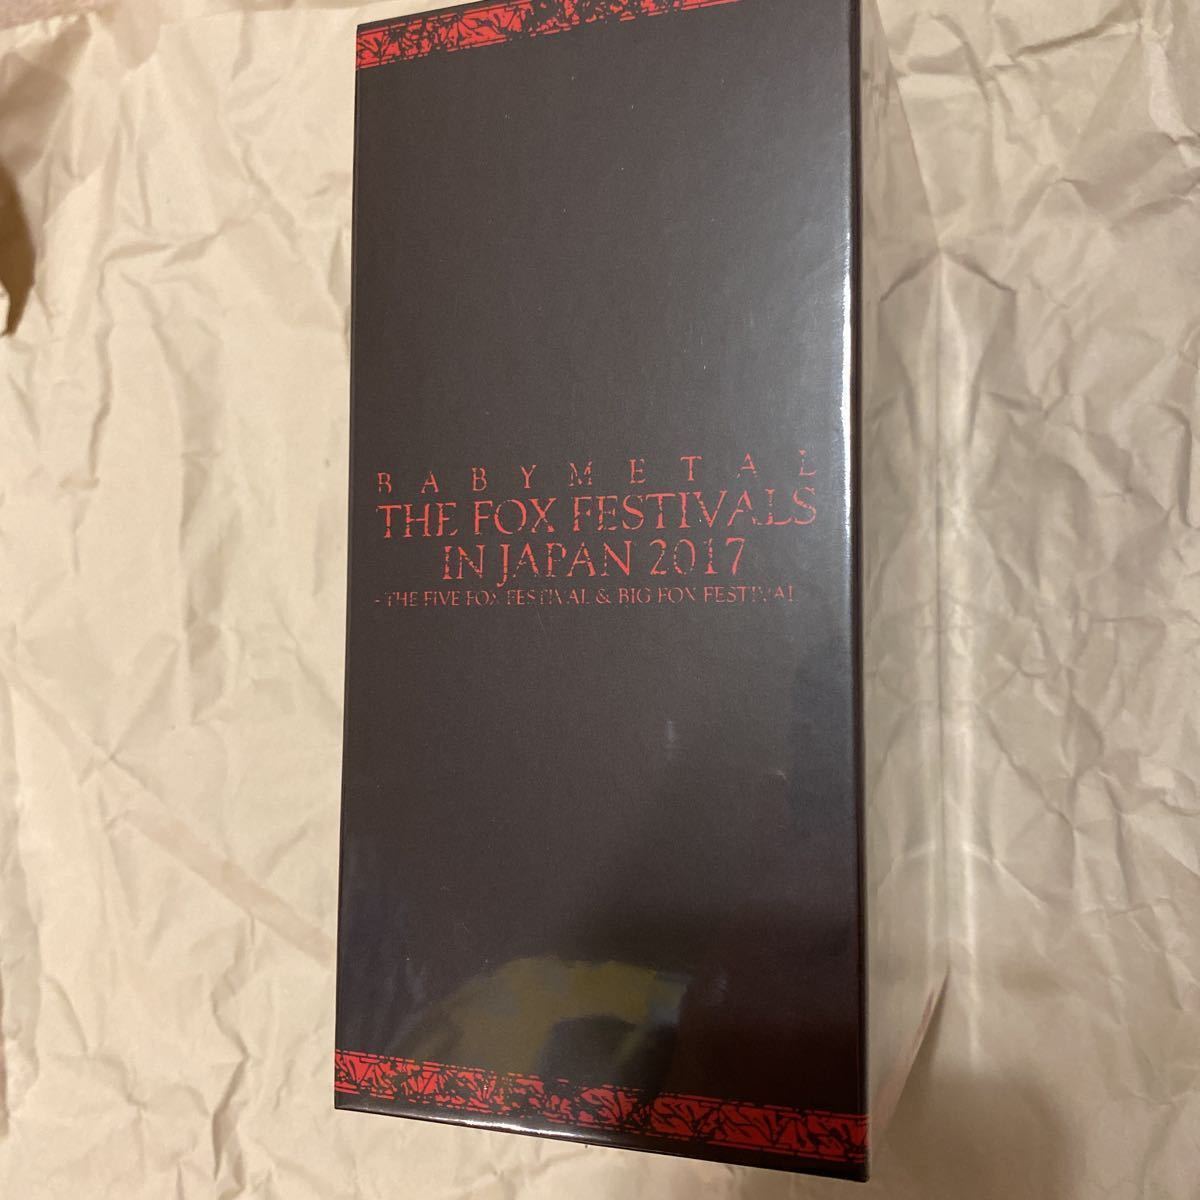 BABYMETAL
THE FOX FESTIVALS
IN JAPAN 2017
- THE FIVE FOX FESTIVAL & BIG FOX FESTIVAL -